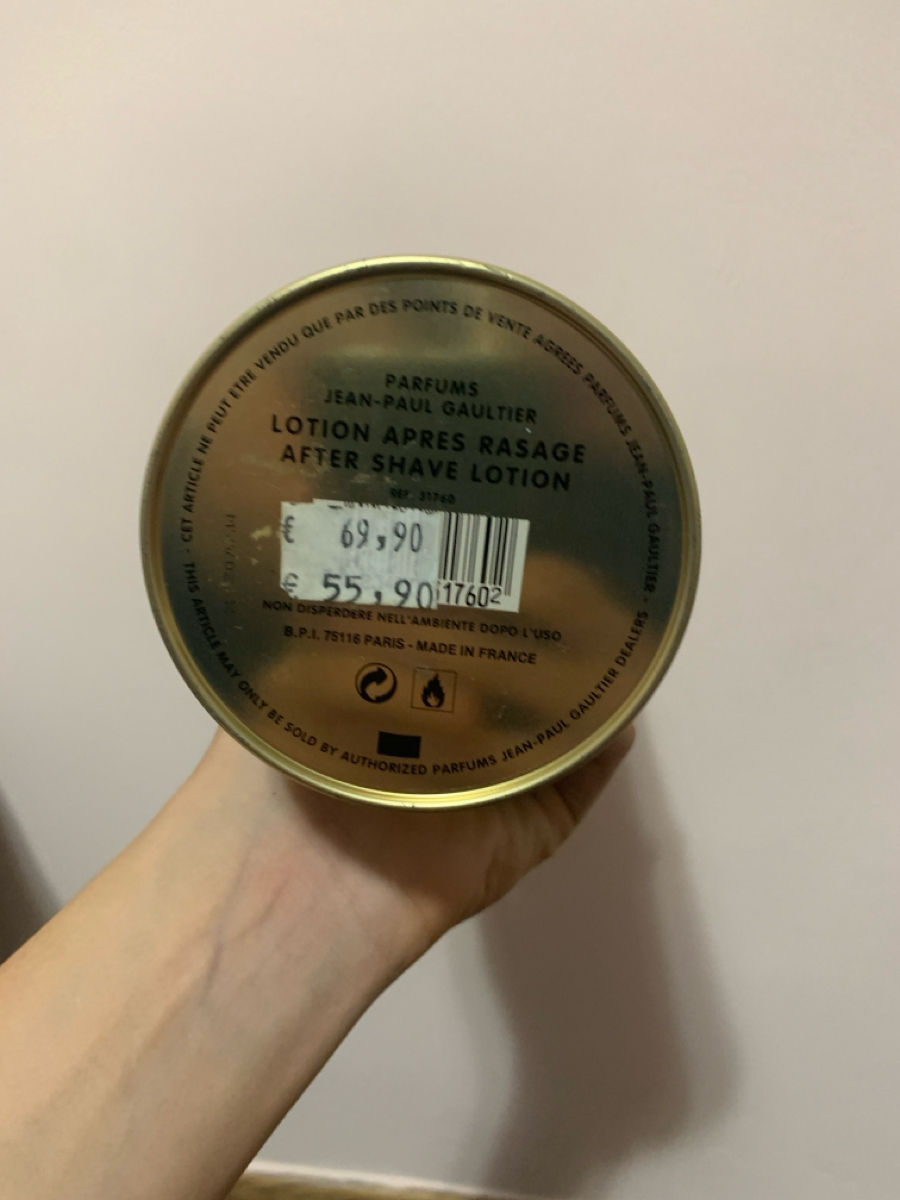 CET ARTICLE NE PEUT ETRE VENDU QUE PAR DES POINTS DE VENTE AGREES PARFUMS JEAN-PAUL GAULTIER -
THIS ARTICLE MAY ONLY BE SOLD BY AUTHORIZED PARFUMS JEAN-PAUL GAULTIER DEALERS -
PARFUMS
JEAN-PAUL GAULTIER
LOTION APRES RASAGE
AFTER SHAVE LOTION
REF. 31760
€ 69,90
€ 55,90
17602
NON DISPERDERE NELL'AMBIENTE DOPO L'USO
B.P.I. 75116 PARIS - MADE IN FRANCE